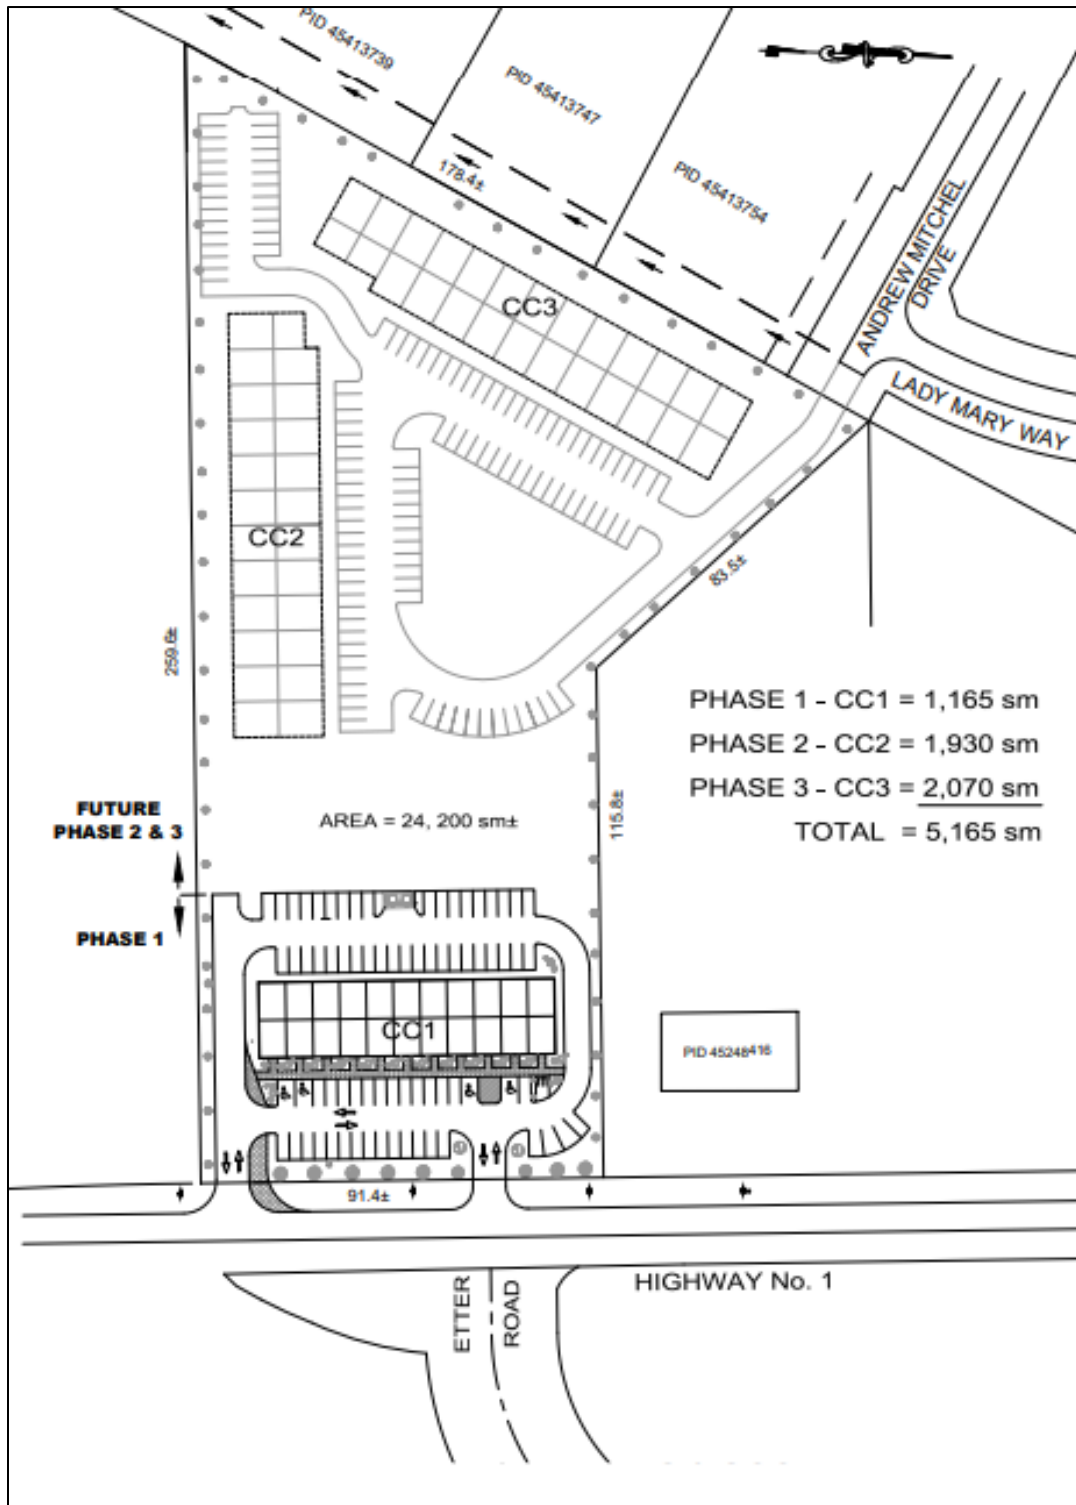 PID 45413739
PID 45413747
PID 45413754
178.4±
ANDREW MITCHEL
DRIVE
LADY MARY WAY
CC3
CC2
83.5±
259.6±
PHASE 1 - CC1 = 1,165 sm
PHASE 2 - CC2 = 1,930 sm
PHASE 3 - CC3 = 2,070 sm
TOTAL = 5,165 sm
115.8±
FUTURE
PHASE 2 & 3
AREA = 24, 200 sm±
PHASE 1
CC1
PID 45248416
91.4±
HIGHWAY No. 1
ETTER
ROAD